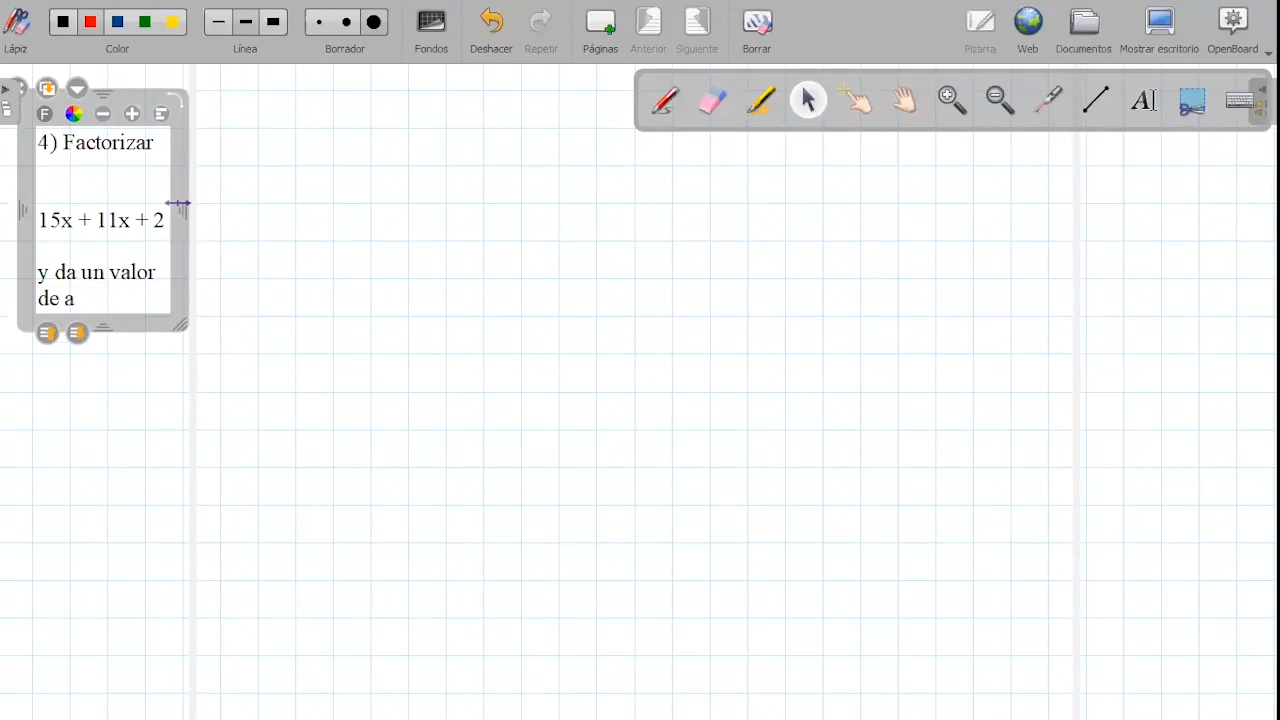 Lápiz Color Línea Borrador Fondos Deshacer Repetir Páginas Anterior Siguiente Borrar Pizarra Web Documentos Mostrar escritorio OpenBoard
F
AI
4) Factorizar
15x + 11x + 2
y da un valor
de a